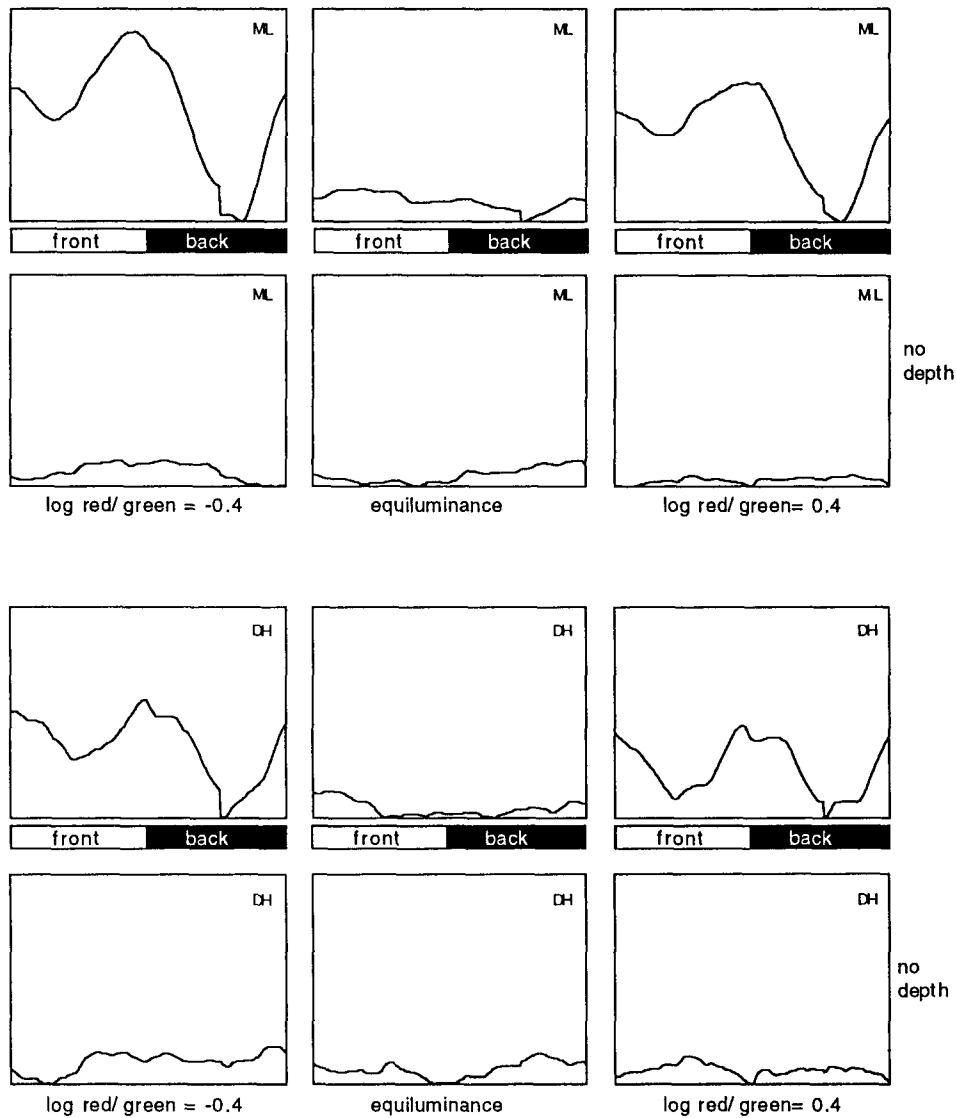 ML ML ML
front back front back front back
ML ML ML
no
depth
log red/ green = -0.4 equiluminance log red/ green= 0.4
DH DH DH
front back front back front back
DH DH DH
no
depth
log red/ green = -0.4 equiluminance log red/ green= 0.4